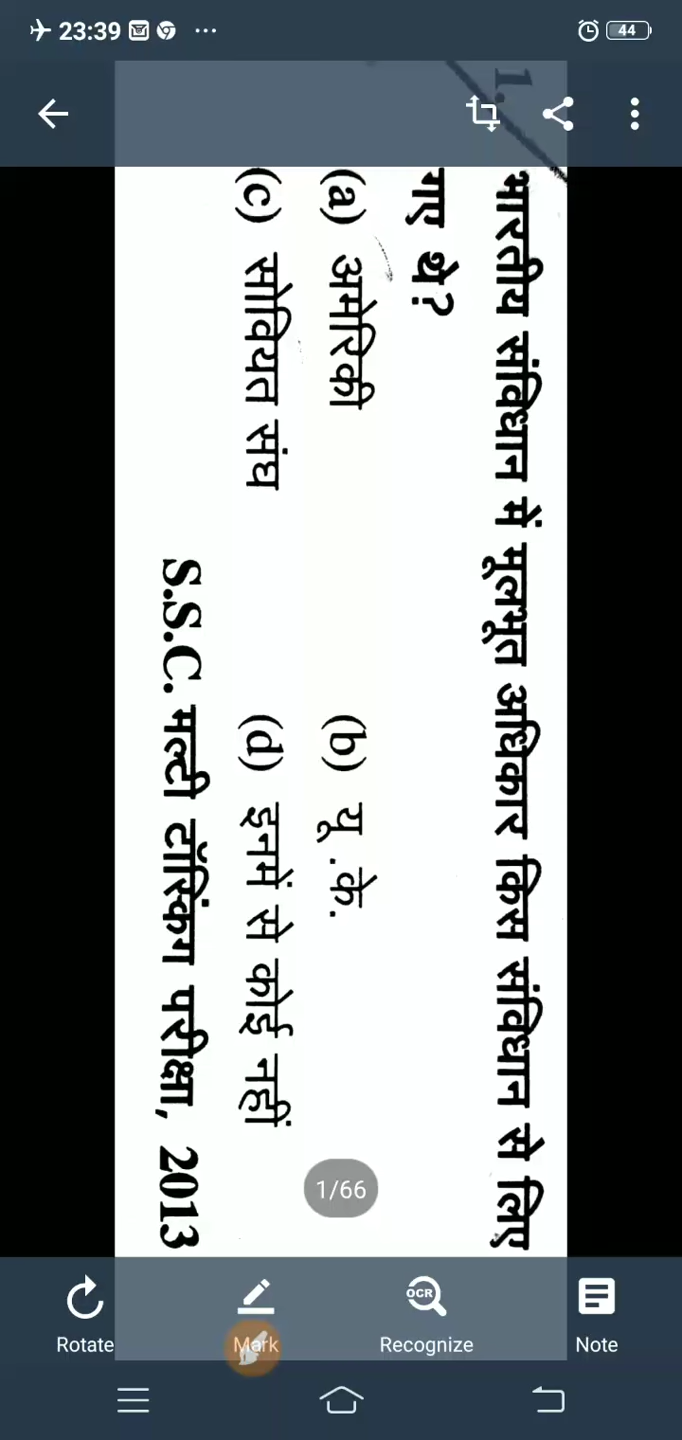 23:39
44
1.
भारतीय संविधान में मूलभूत अधिकार किस संविधान से लिए
गए थे?
(a) अमेरिकी (b) यू.के.
(c) सोवियत संघ (d) इनमें से कोई नहीं
S.S.C. मल्टी टॉस्किंग परीक्षा, 2013
1/66
Rotate
Mark
OCR
Recognize
Note